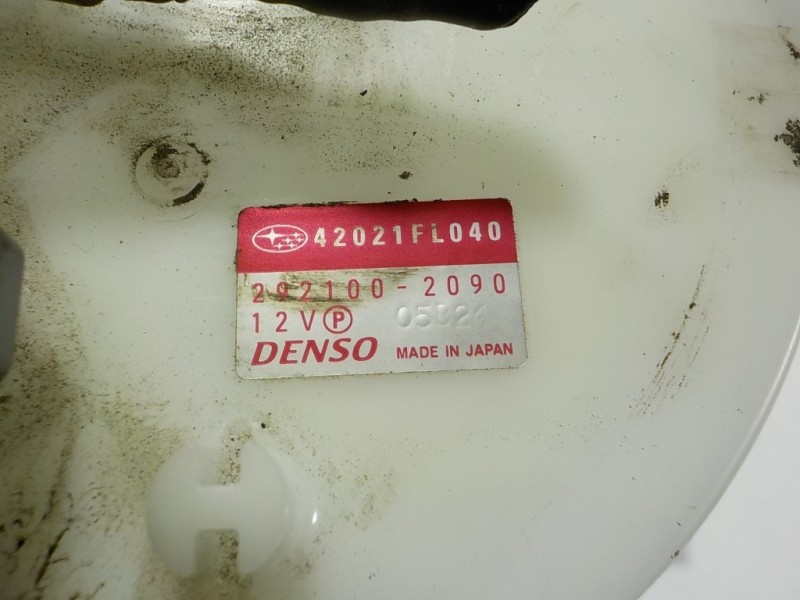 42021FL040
292100-2090
12V Ⓟ
DENSO MADE IN JAPAN